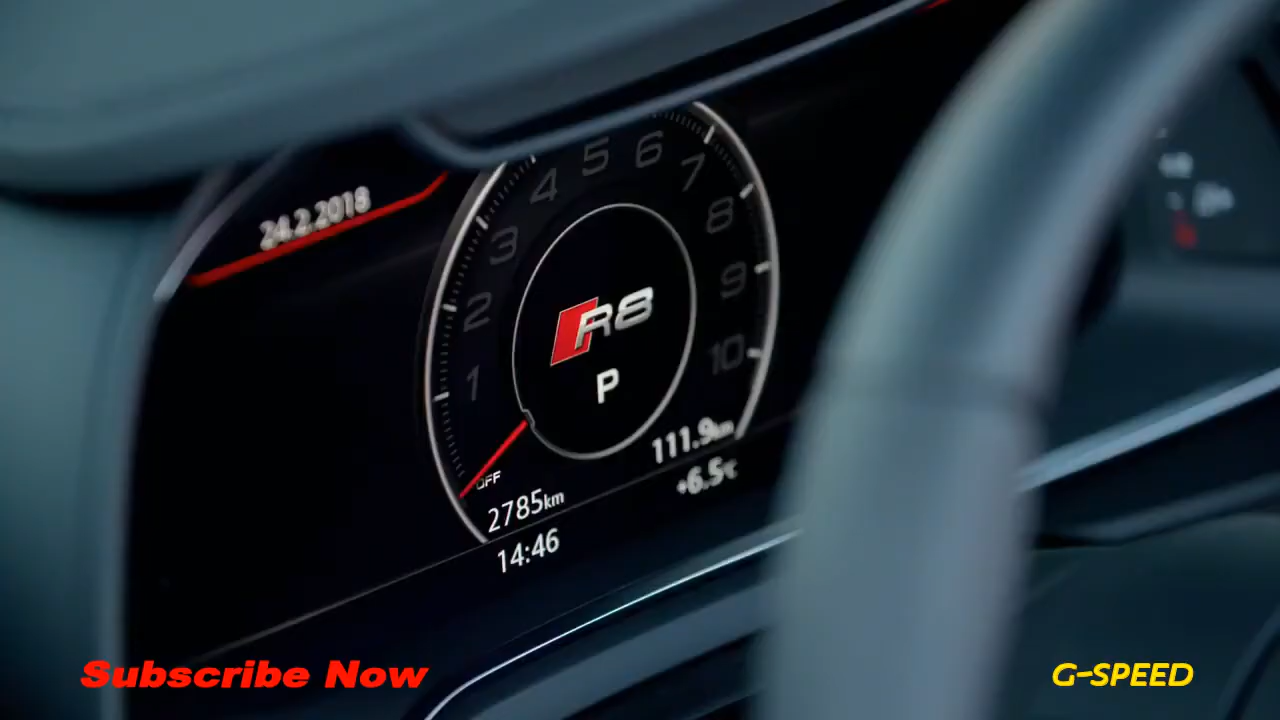 24.2.2018
1
2
3
4
5
6
7
8
9
10
R8
P
OFF
111.9km
2785km
+6.5°C
14:46
Subscribe Now
G-SPEED